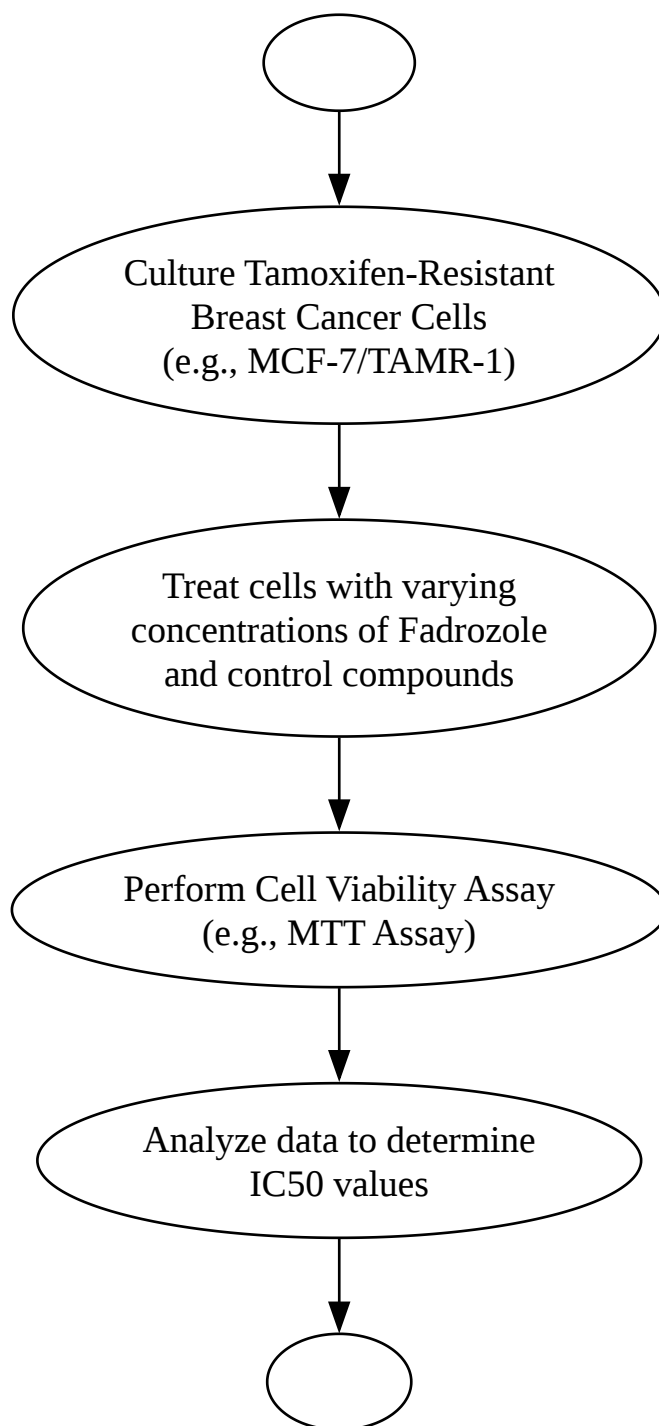 Culture Tamoxifen-Resistant
Breast Cancer Cells
(e.g., MCF-7/TAMR-1)
Treat cells with varying
concentrations of Fadrozole
and control compounds
Perform Cell Viability Assay
(e.g., MTT Assay)
Analyze data to determine
IC50 values